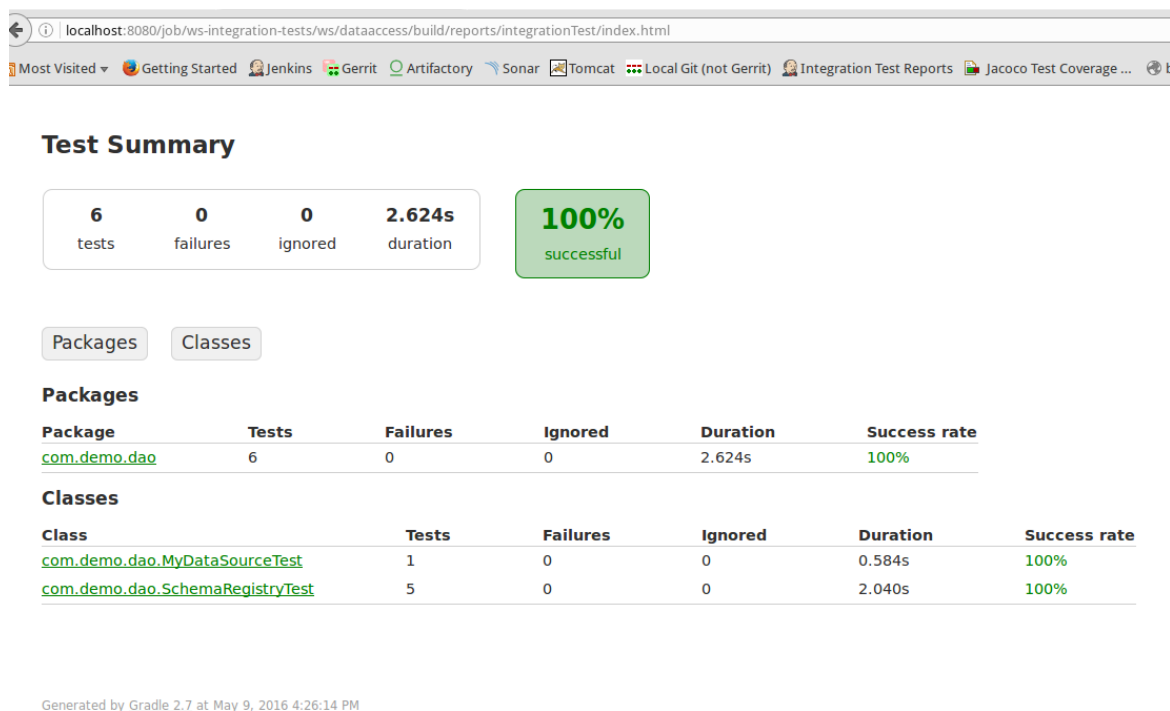 localhost:8080/job/ws-integration-tests/ws/dataaccess/build/reports/integrationTest/index.html
Most Visited Getting Started Jenkins Gerrit Artifactory Sonar Tomcat Local Git (not Gerrit) Integration Test Reports Jacoco Test Coverage ...
Test Summary
6 0 0 2.624s
tests failures ignored duration
100%
successful
Packages Classes
Packages
Package Tests Failures Ignored Duration Success rate
com.demo.dao 6 0 0 2.624s 100%
Classes
Class Tests Failures Ignored Duration Success rate
com.demo.dao.MyDataSourceTest 1 0 0 0.584s 100%
com.demo.dao.SchemaRegistryTest 5 0 0 2.040s 100%
Generated by Gradle 2.7 at May 9, 2016 4:26:14 PM